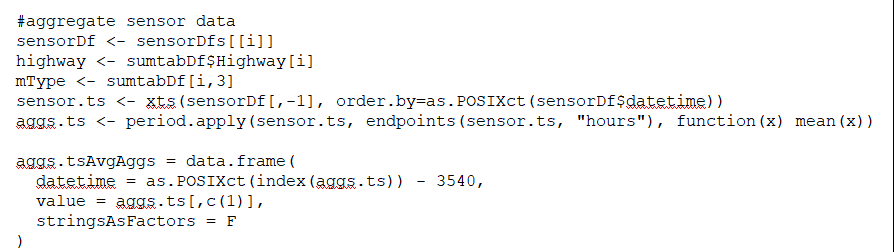 #aggregate sensor data
sensorDf <- sensorDfs[[i]]
highway <- sumtabDf$Highway[i]
mType <- sumtabDf[i,3]
sensor.ts <- xts(sensorDf[,-1], order.by=as.POSIXct(sensorDf$datetime))
aggs.ts <- period.apply(sensor.ts, endpoints(sensor.ts, "hours"), function(x) mean(x))
aggs.tsAvgAggs = data.frame(
  datetime = as.POSIXct(index(aggs.ts)) - 3540,
  value = aggs.ts[,c(1)],
  stringsAsFactors = F
)